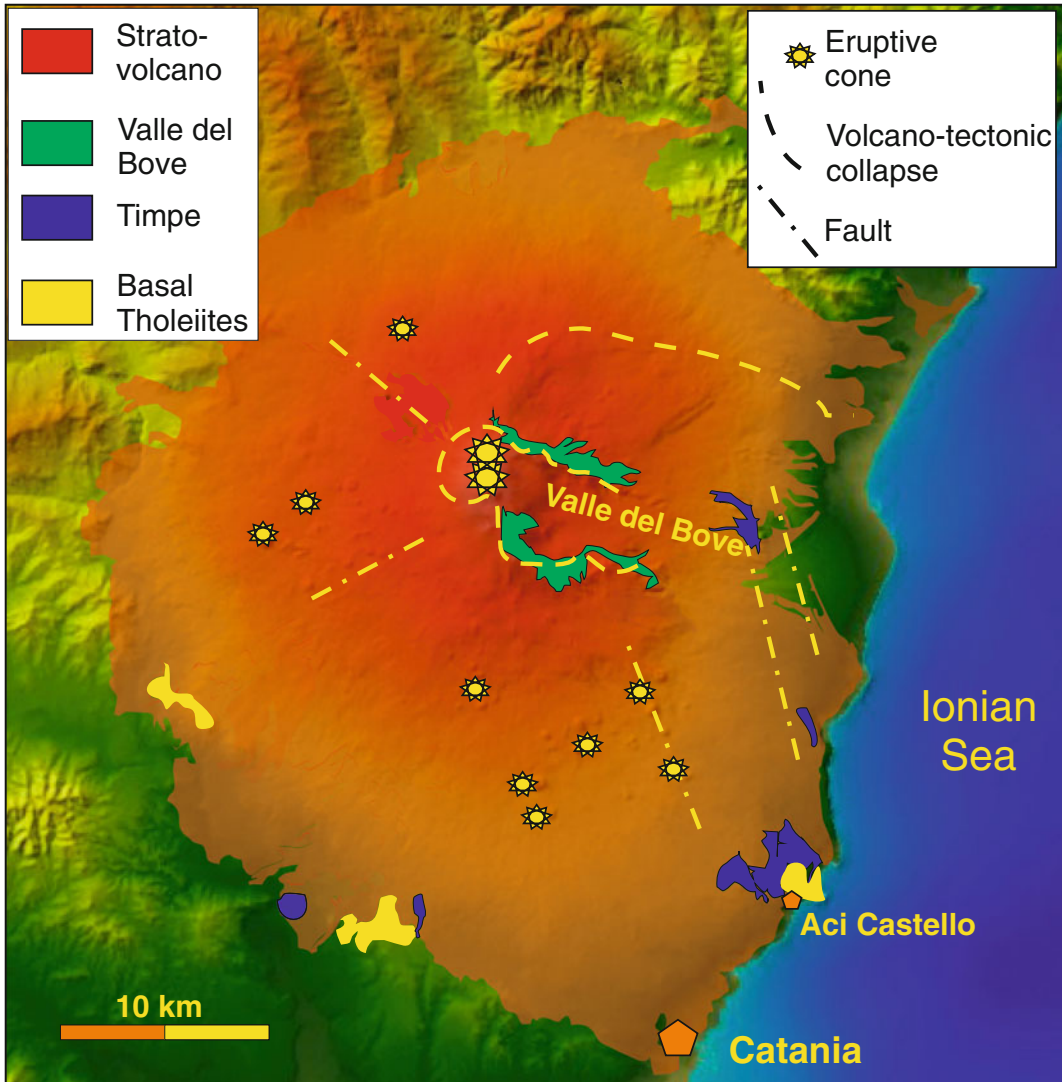 Strato-
volcano
Valle del
Bove
Timpe
Basal
Tholeiites
Eruptive
cone
Volcano-tectonic
collapse
Fault
Valle del Bove
Ionian
Sea
Aci Castello
10 km
Catania